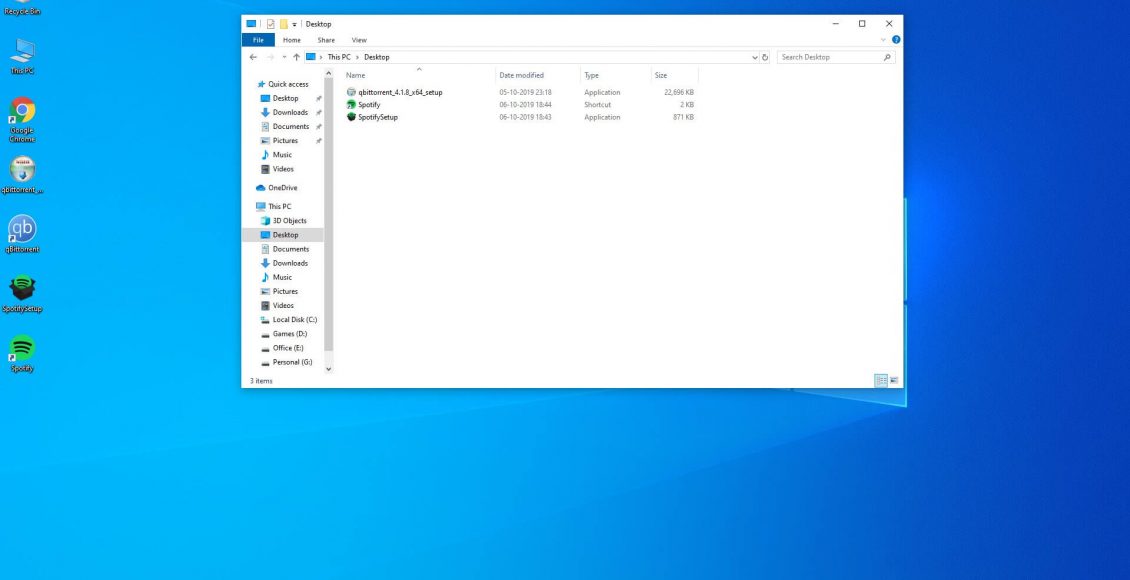 Recycle Bin
This PC
Google
Chrome
qbittorrent_...
qBittorrent
SpotifySetup
Spotify
Desktop
File Home Share View
This PC Desktop Search Desktop
Name Date modified Type Size
qbittorrent_4.1.8_x64_setup 05-10-2019 23:18 Application 22,696 KB
Spotify 06-10-2019 18:44 Shortcut 2 KB
SpotifySetup 06-10-2019 18:43 Application 871 KB
Quick access
Desktop
Downloads
Documents
Pictures
Music
Videos
OneDrive
This PC
3D Objects
Desktop
Documents
Downloads
Music
Pictures
Videos
Local Disk (C:)
Games (D:)
Office (E:)
Personal (G:)
3 items